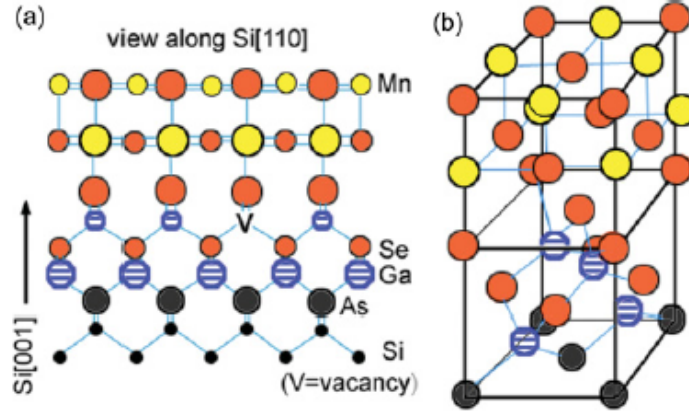 (a)
view along Si[110]
Mn
V
Se
Ga
As
Si
(V=vacancy)
Si[001]
(b)